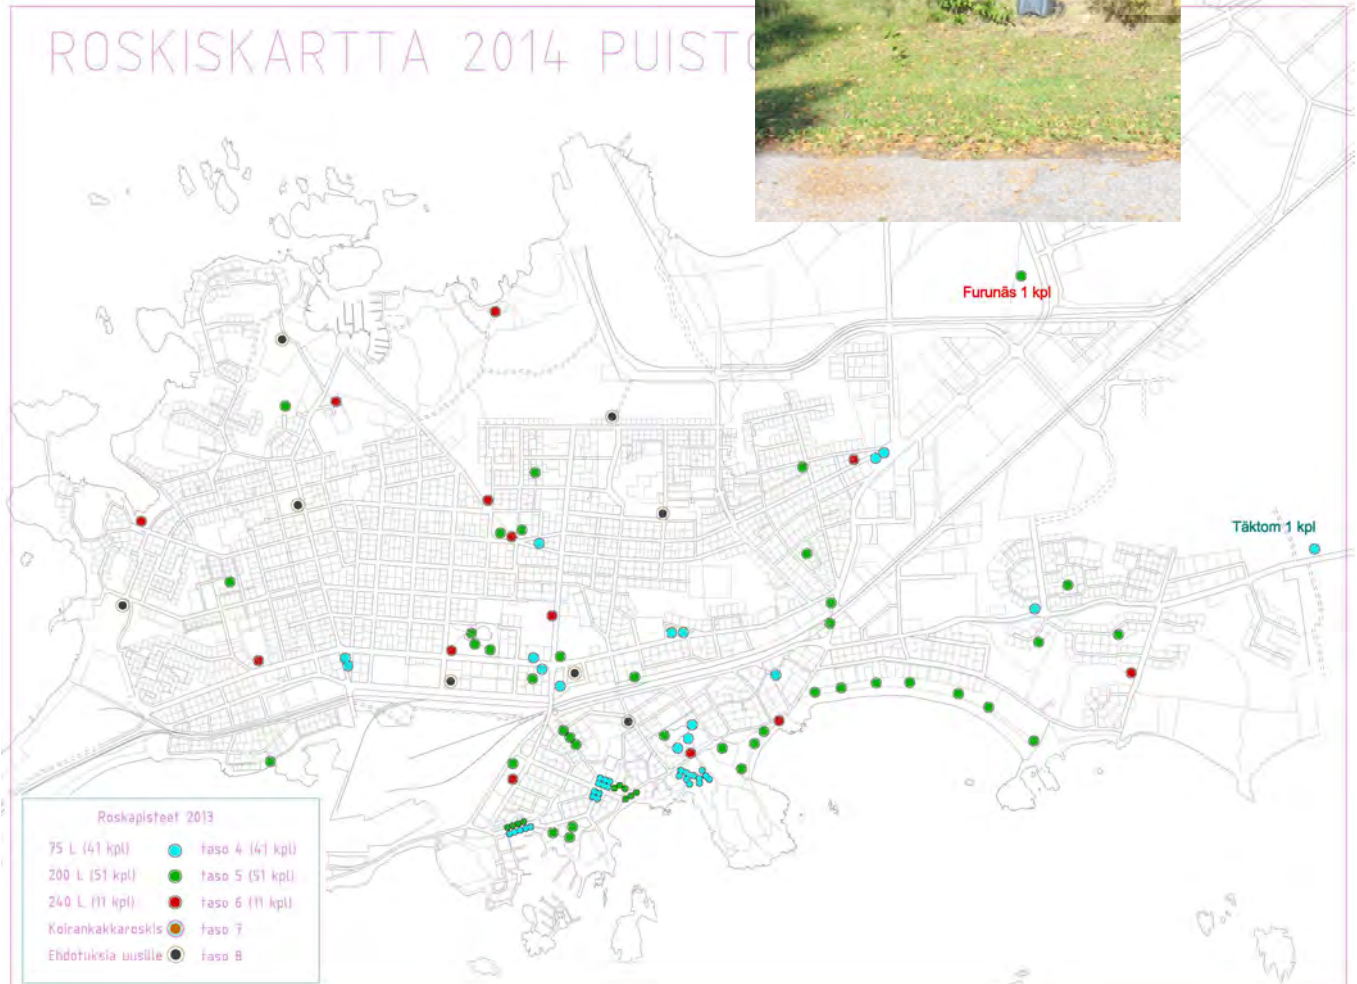 ROSKISKARTTA 2014 PUISTO
Furunäs 1 kpl
Täktom 1 kpl
Roskapisteet 2013
75 L (41 kpl) taso 4 (41 kpl)
200 L (51 kpl) taso 5 (51 kpl)
240 L (11 kpl) taso 6 (11 kpl)
Koirankakkaroskis taso 7
Ehdotuksia uusille taso 8